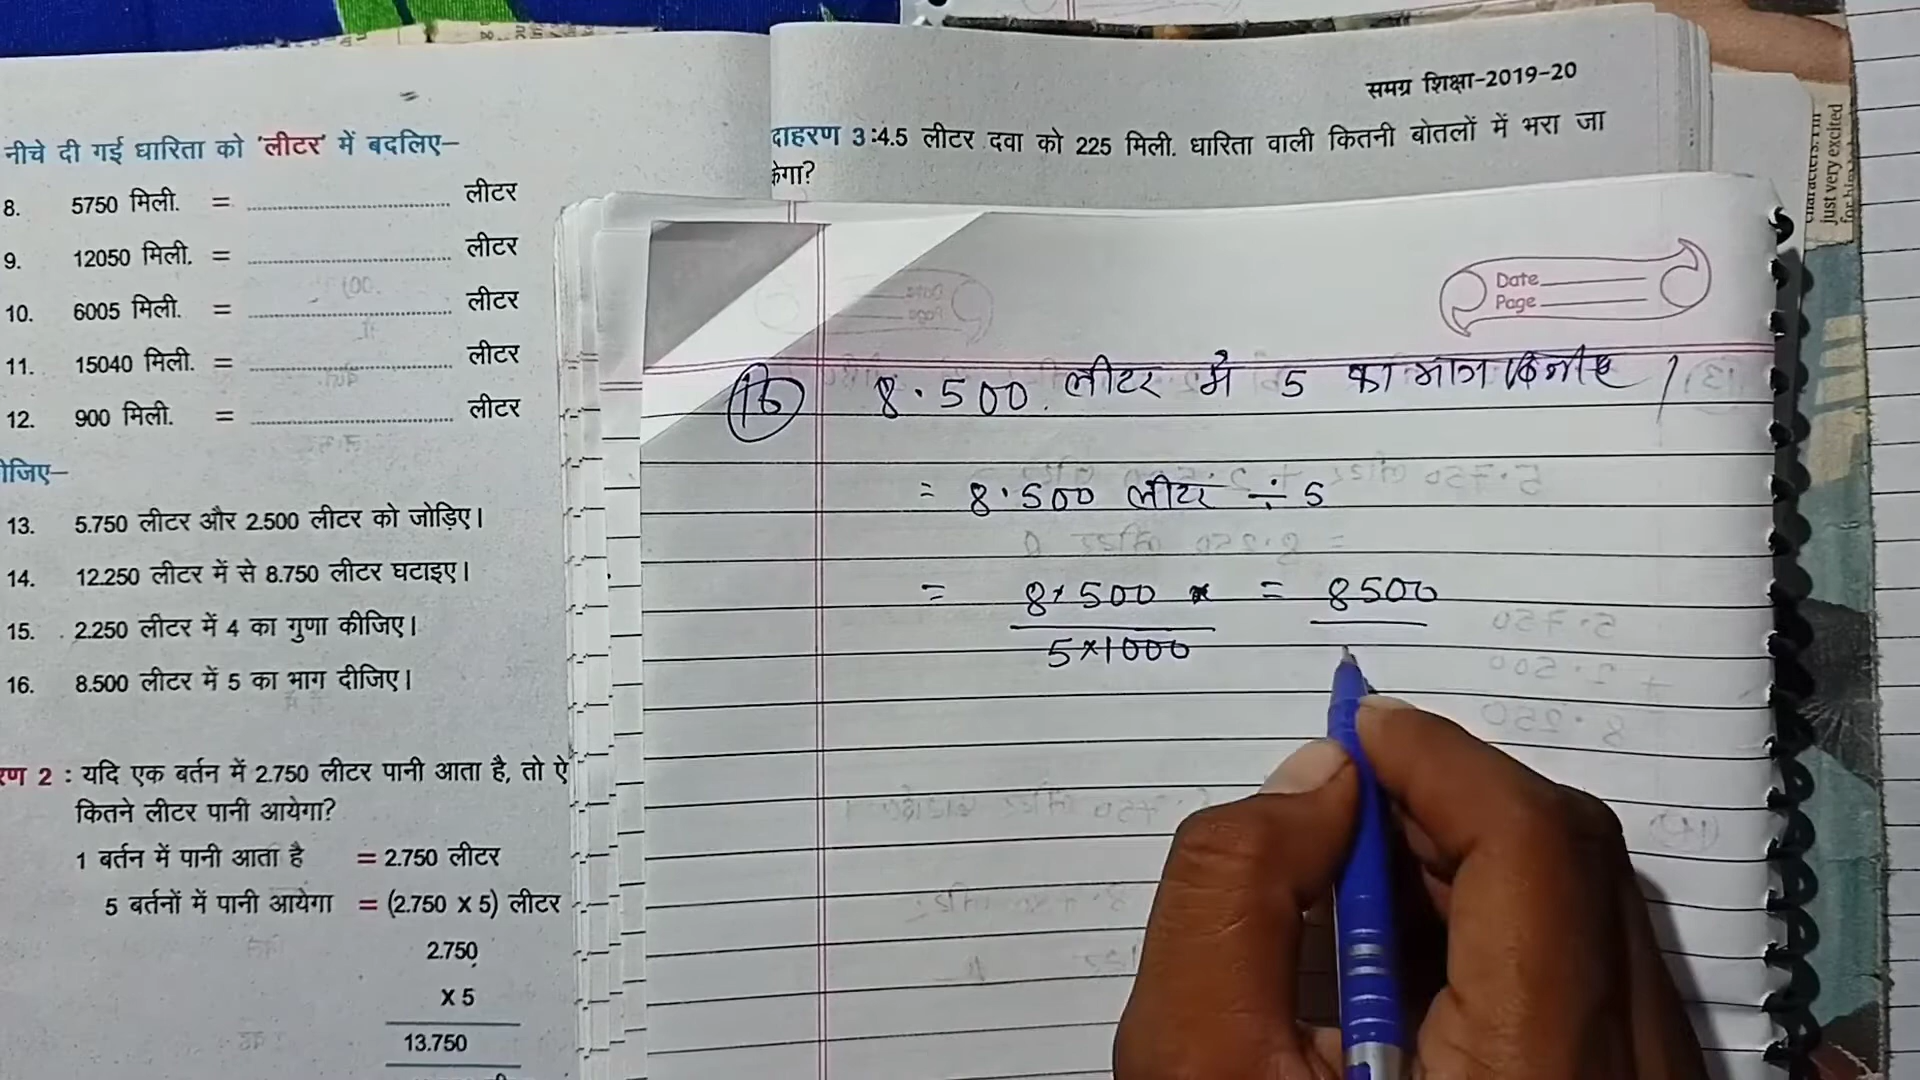 नीचे दी गई धारिता को 'लीटर' में बदलिए–
8. 5750 मिली. = ........................ लीटर
9. 12050 मिली. = ........................ लीटर
10. 6005 मिली. = ........................ लीटर
11. 15040 मिली. = ........................ लीटर
12. 900 मिली. = ........................ लीटर
जिए–
13. 5.750 लीटर और 2.500 लीटर को जोड़िए।
14. 12.250 लीटर में से 8.750 लीटर घटाइए।
15. 2.250 लीटर में 4 का गुणा कीजिए।
16. 8.500 लीटर में 5 का भाग दीजिए।
रण 2 : यदि एक बर्तन में 2.750 लीटर पानी आता है, तो ऐ
कितने लीटर पानी आयेगा?
1 बर्तन में पानी आता है = 2.750 लीटर
5 बर्तनों में पानी आयेगा = (2.750 X 5) लीटर
2.750
X 5
13.750
समग्र शिक्षा-2019-20
दाहरण 3:4.5 लीटर दवा को 225 मिली. धारिता वाली कितनी बोतलों में भरा जा
केगा?
Date
Page
16 8.500 लीटर में 5 का भाग
= 8.500 लीटर ÷ 5
= 8.500 × = 8500
5×1000
just very excited